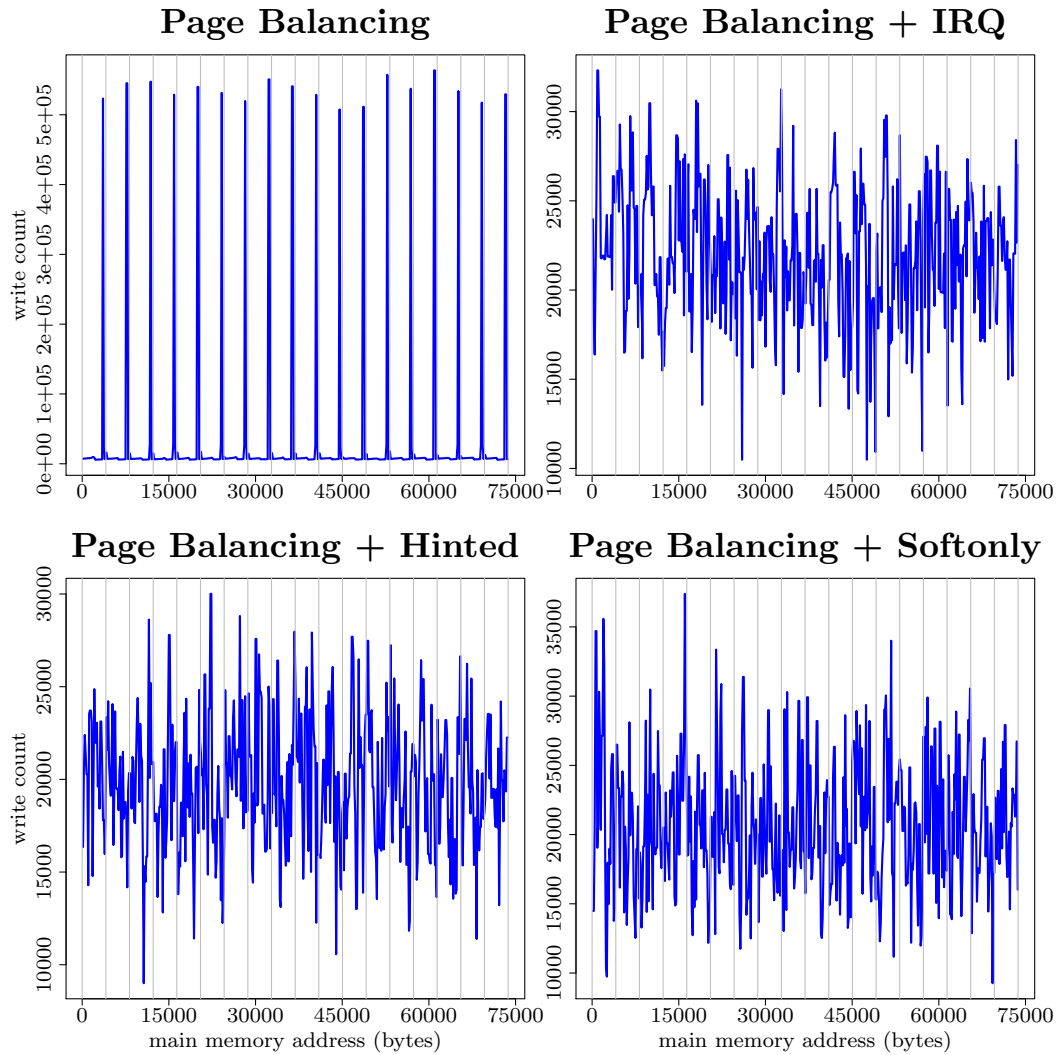 Page Balancing
Page Balancing + IRQ
write count
0e+00 1e+05 2e+05 3e+05 4e+05 5e+05
0 15000 30000 45000 60000 75000
10000 15000 20000 25000 30000
0 15000 30000 45000 60000 75000
Page Balancing + Hinted
Page Balancing + Softonly
write count
10000 15000 20000 25000 30000
0 15000 30000 45000 60000 75000
main memory address (bytes)
10000 15000 20000 25000 30000 35000
0 15000 30000 45000 60000 75000
main memory address (bytes)